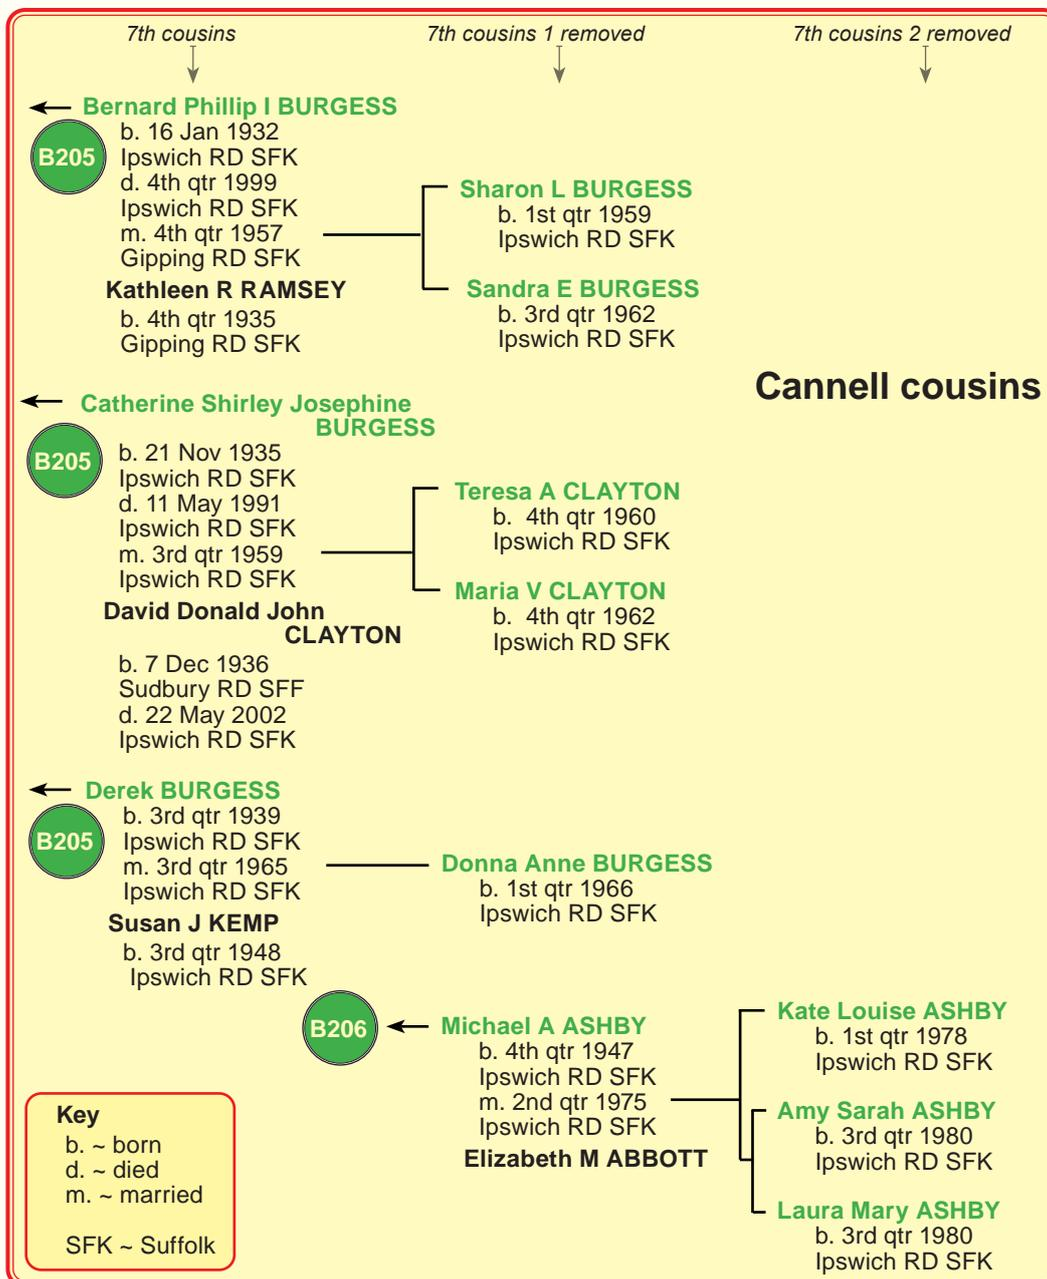 7th cousins
7th cousins 1 removed
7th cousins 2 removed
Bernard Phillip I BURGESS
B205
b. 16 Jan 1932
Ipswich RD SFK
d. 4th qtr 1999
Ipswich RD SFK
m. 4th qtr 1957
Gipping RD SFK
Kathleen R RAMSEY
b. 4th qtr 1935
Gipping RD SFK
Sharon L BURGESS
b. 1st qtr 1959
Ipswich RD SFK
Sandra E BURGESS
b. 3rd qtr 1962
Ipswich RD SFK
Cannell cousins
Catherine Shirley Josephine
BURGESS
B205
b. 21 Nov 1935
Ipswich RD SFK
d. 11 May 1991
Ipswich RD SFK
m. 3rd qtr 1959
Ipswich RD SFK
David Donald John
CLAYTON
b. 7 Dec 1936
Sudbury RD SFF
d. 22 May 2002
Ipswich RD SFK
Teresa A CLAYTON
b. 4th qtr 1960
Ipswich RD SFK
Maria V CLAYTON
b. 4th qtr 1962
Ipswich RD SFK
Derek BURGESS
B205
b. 3rd qtr 1939
Ipswich RD SFK
m. 3rd qtr 1965
Ipswich RD SFK
Susan J KEMP
b. 3rd qtr 1948
Ipswich RD SFK
Donna Anne BURGESS
b. 1st qtr 1966
Ipswich RD SFK
B206
Michael A ASHBY
b. 4th qtr 1947
Ipswich RD SFK
m. 2nd qtr 1975
Ipswich RD SFK
Elizabeth M ABBOTT
Kate Louise ASHBY
b. 1st qtr 1978
Ipswich RD SFK
Amy Sarah ASHBY
b. 3rd qtr 1980
Ipswich RD SFK
Laura Mary ASHBY
b. 3rd qtr 1980
Ipswich RD SFK
Key
b. ~ born
d. ~ died
m. ~ married
SFK ~ Suffolk